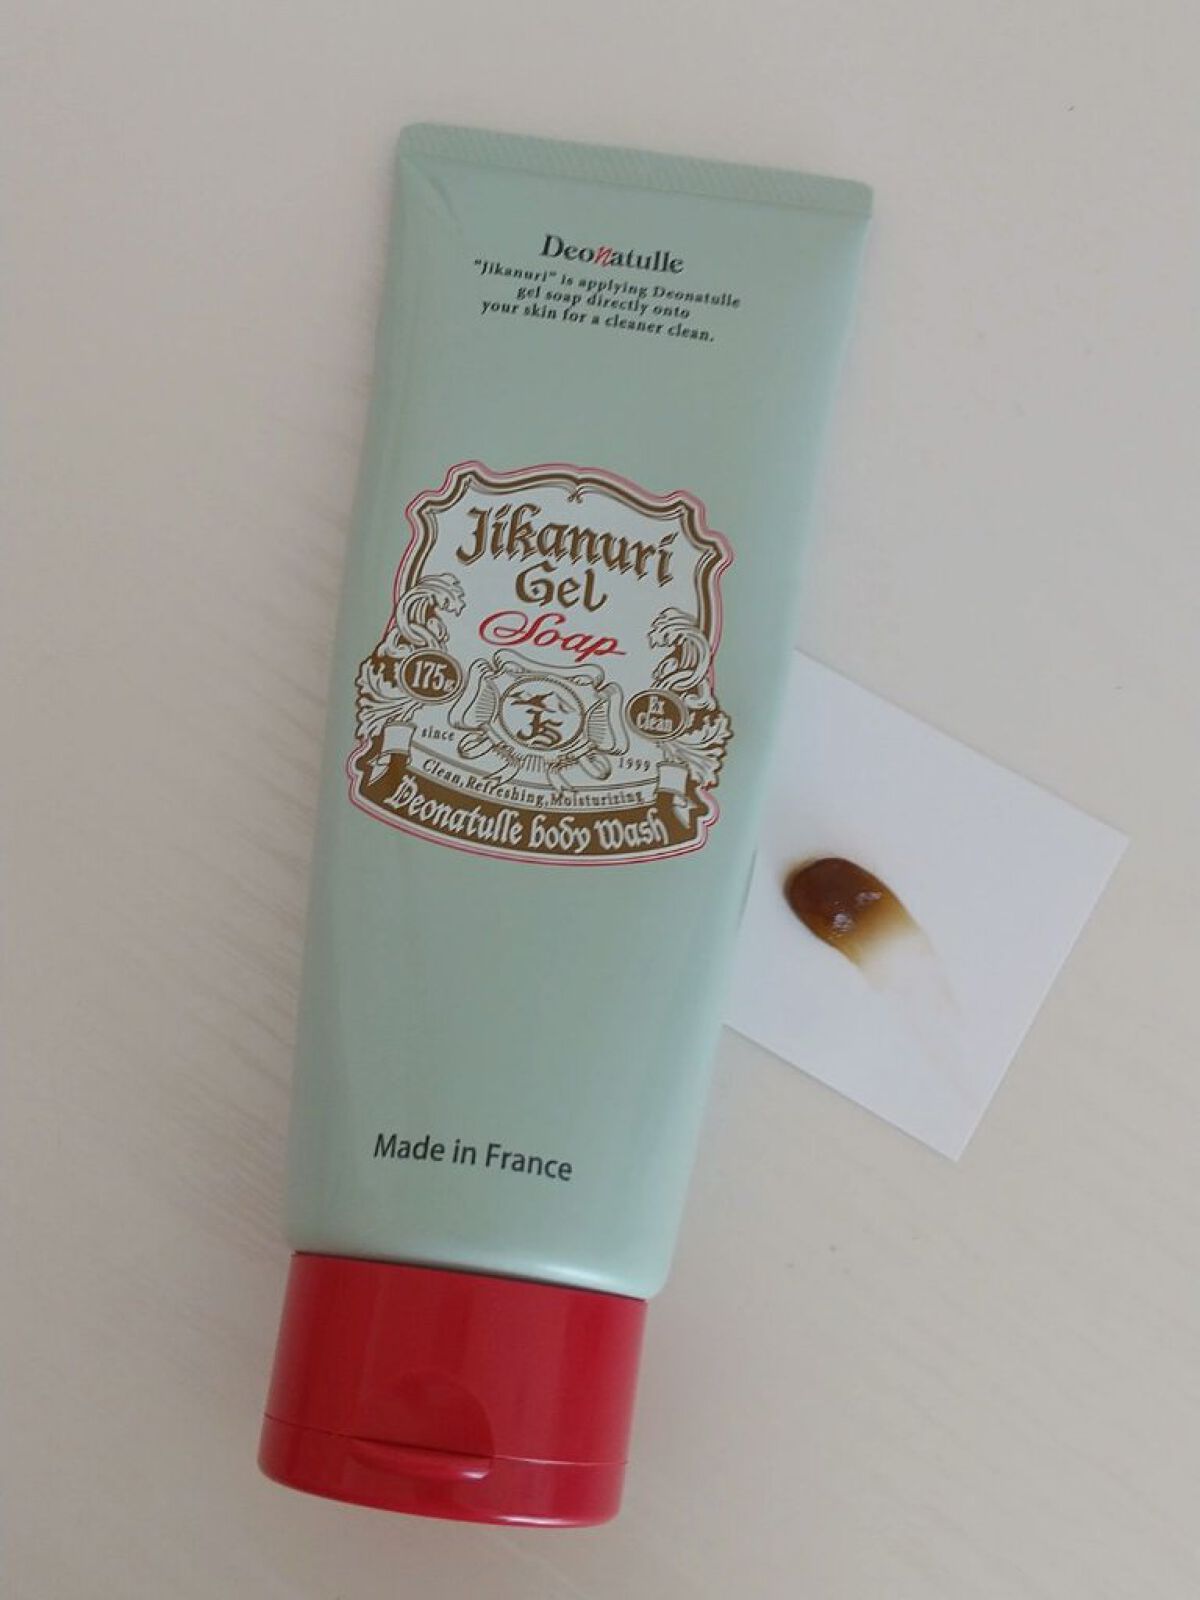 Deonatulle
"Jikanuri" is applying Deonatulle
gel soap directly onto
your skin for a cleaner clean.
Jikanuri
Gel
Soap
175g
Ex
Clean
JS
since 1999
Clean,Refreshing,Moisturizing
Deonatulle body Wash
Made in France